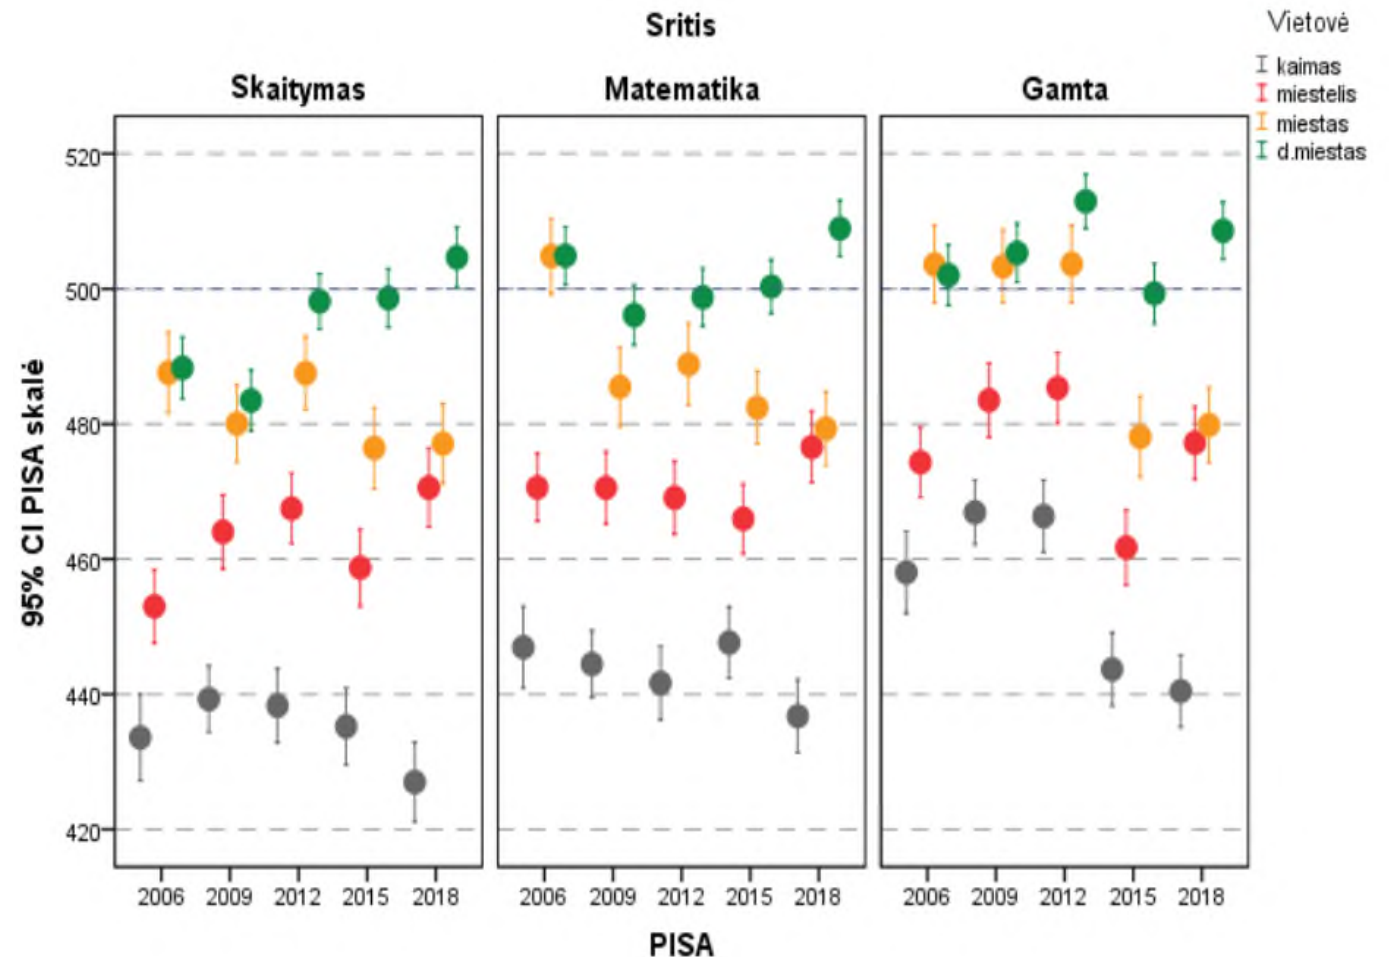 Sritis
Skaitymas Matematika Gamta
Vietovė
kaimas
miestelis
miestas
d.miestas
95% CI PISA skalė
520
500
480
460
440
420
2006 2009 2012 2015 2018 2006 2009 2012 2015 2018 2006 2009 2012 2015 2018
PISA